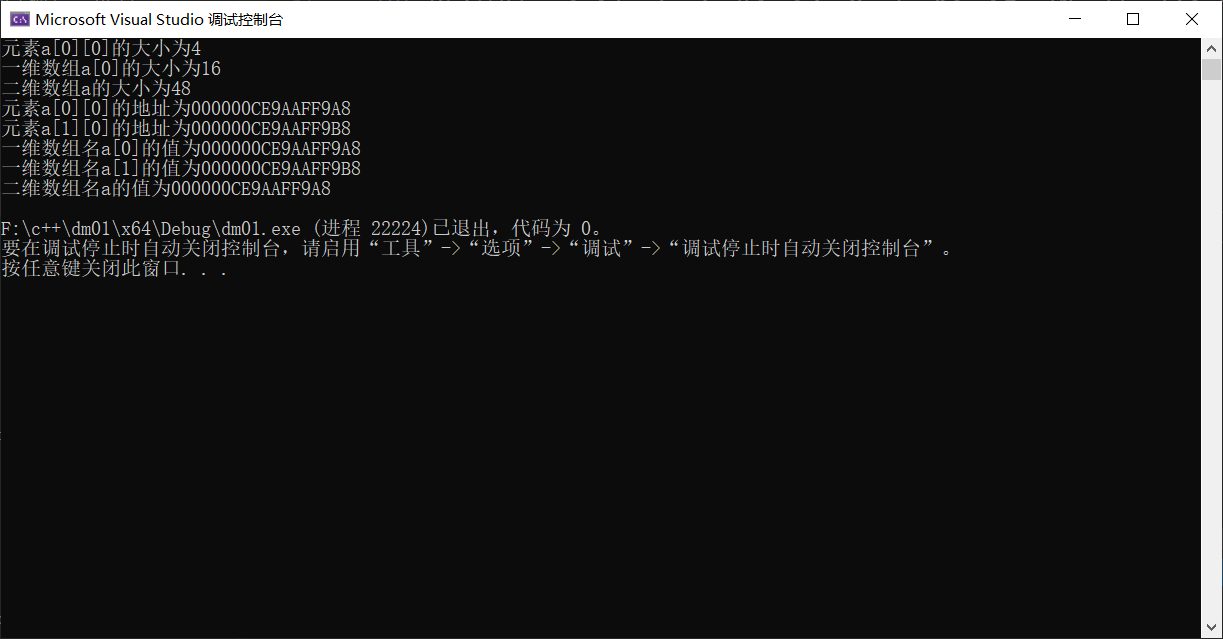 Microsoft Visual Studio 调试控制台
元素a[0][0]的大小为4
一维数组a[0]的大小为16
二维数组a的大小为48
元素a[0][0]的地址为000000CE9AAFF9A8
元素a[1][0]的地址为000000CE9AAFF9B8
一维数组名a[0]的值为000000CE9AAFF9A8
一维数组名a[1]的值为000000CE9AAFF9B8
二维数组名a的值为000000CE9AAFF9A8
F:\c++\dm01\x64\Debug\dm01.exe (进程 22224)已退出，代码为 0。
要在调试停止时自动关闭控制台，请启用“工具”->“选项”->“调试”->“调试停止时自动关闭控制台”。
按任意键关闭此窗口. . .